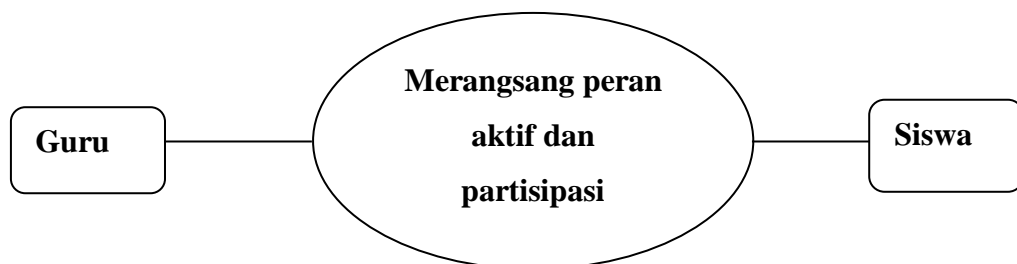 Guru
Merangsang peran
aktif dan
partisipasi
Siswa